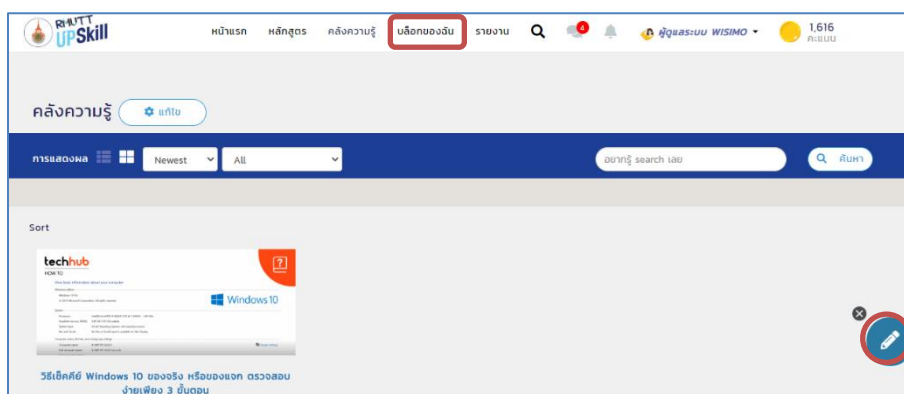 RMUTT
UPSkill
หน้าแรก หลักสูตร คลังความรู้ บล็อกของฉัน รายงาน 4 ผู้ดูแลระบบ WISIMO 1,616
คะแนน
คลังความรู้ แก้ไข
การแสดงผล Newest All อยากรู้ search เลย ค้นหา
Sort
techhub
HOW TO
View basic information about your computer
Windows 10
วิธีเช็คคีย์ Windows 10 ของจริง หรือของแจก ตรวจสอบ
ง่ายเพียง 3 ขั้นตอน